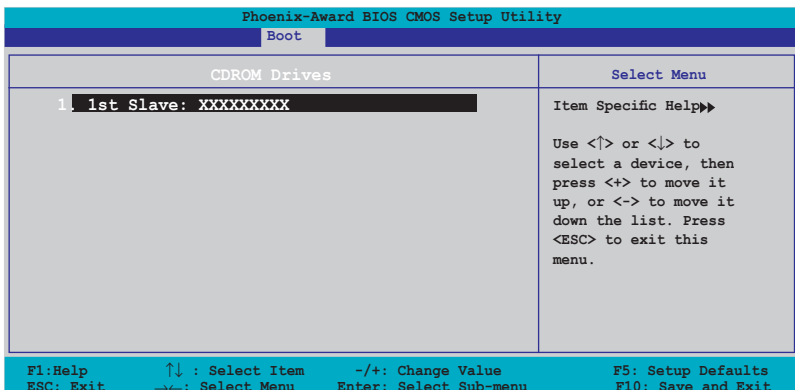 Phoenix-Award BIOS CMOS Setup Utility
Boot
CDROM Drives
Select Menu
1. 1st Slave: XXXXXXXXX
Item Specific Help▶▶
Use <↑> or <↓> to
select a device, then
press <+> to move it
up, or <-> to move it
down the list. Press
<ESC> to exit this
menu.
F1:Help ↑↓ : Select Item -/+: Change Value F5: Setup Defaults
ESC: Exit →←: Select Menu Enter: Select Sub-menu F10: Save and Exit